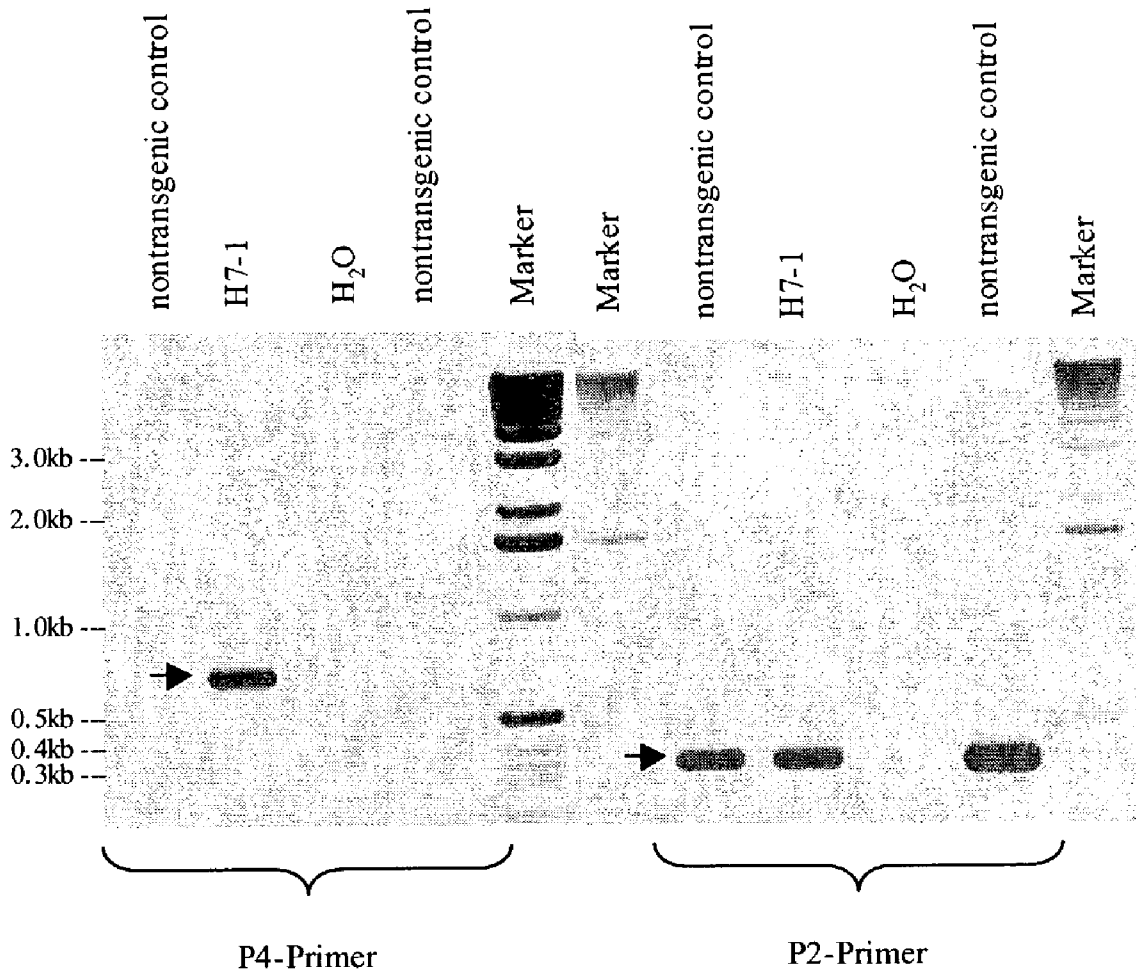 nontransgenic control
H7-1
H₂O
nontransgenic control
Marker
Marker
nontransgenic control
H7-1
H₂O
nontransgenic control
Marker
3.0kb ---
2.0kb ---
1.0kb ---
0.5kb --
0.4kb --
0.3kb --
P4-Primer
P2-Primer